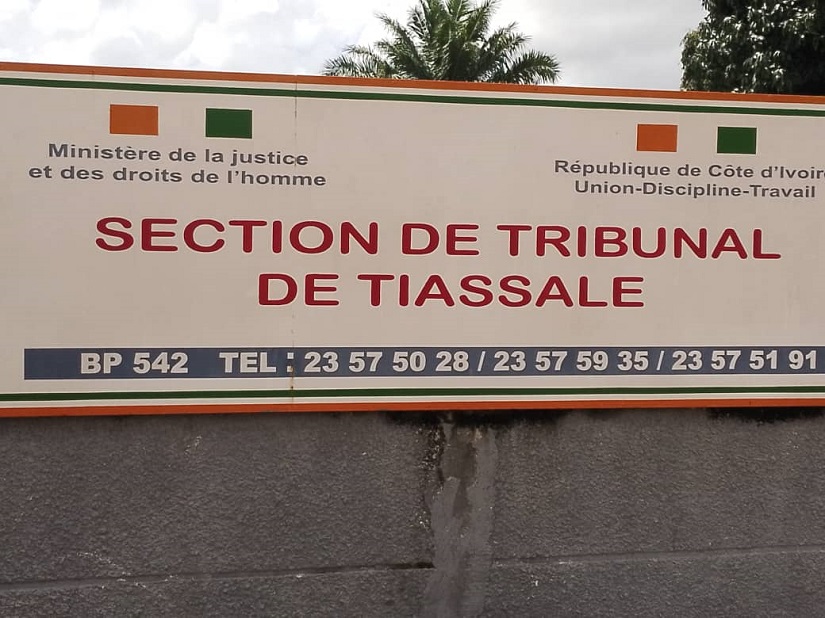 Ministère de la justice
et des droits de l'homme
République de Côte d'Ivoire
Union-Discipline-Travail
SECTION DE TRIBUNAL
DE TIASSALE
BP 542 TEL : 23 57 50 28 / 23 57 59 35 / 23 57 51 91